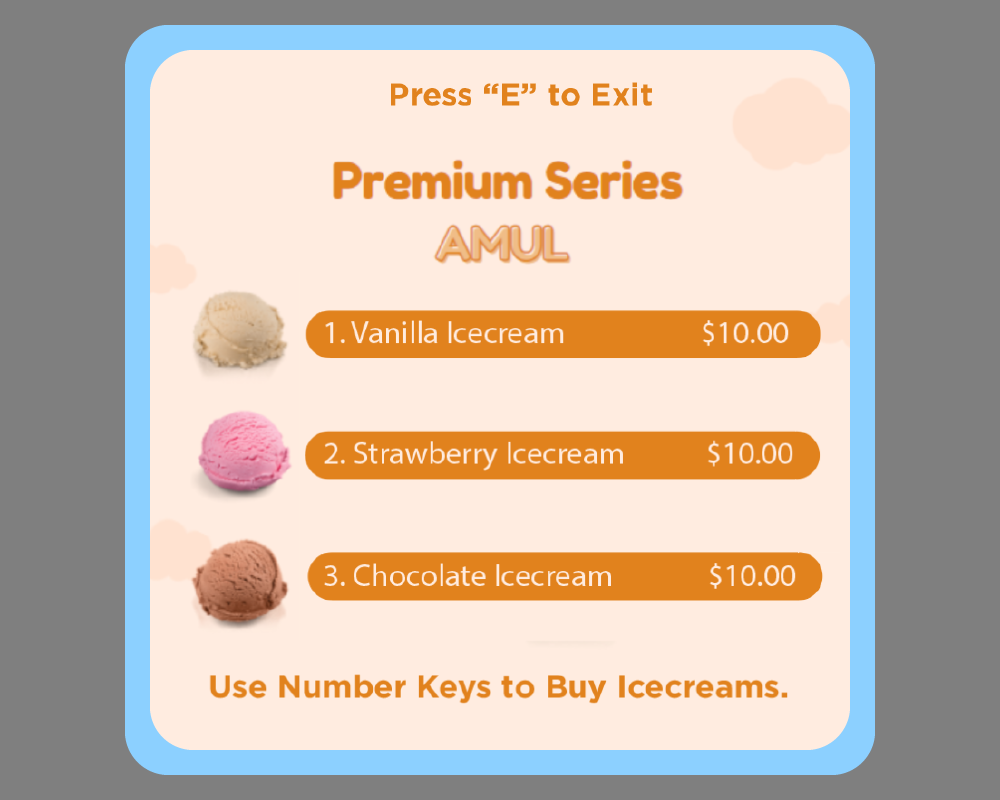 Press “E” to Exit
Premium Series
AMUL
1. Vanilla Icecream $10.00
2. Strawberry Icecream $10.00
3. Chocolate Icecream $10.00
Use Number Keys to Buy Icecreams.